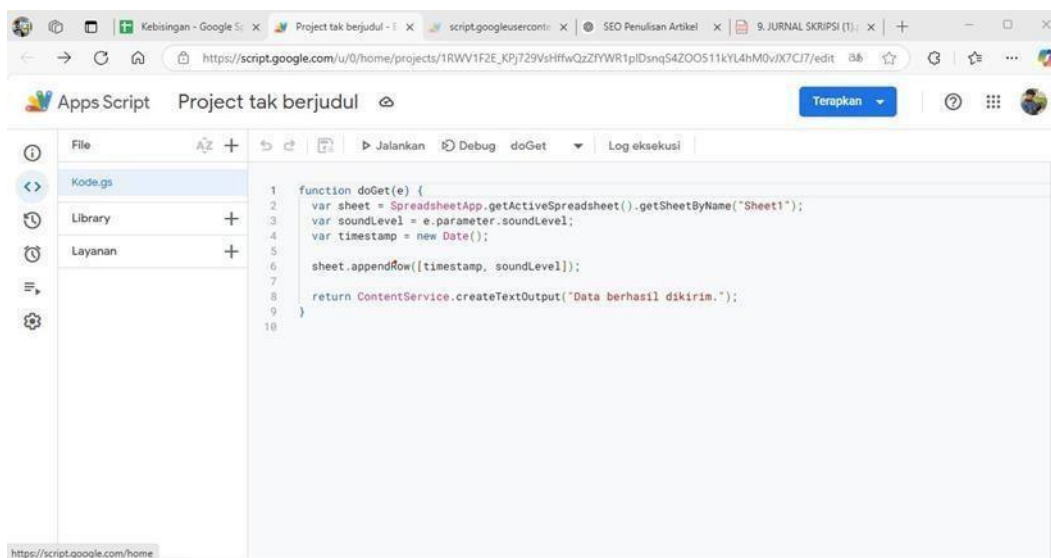 Kebisingan - Google S
Project tak berjudul - E
script.googleuserconte
SEO Penulisan Artikel
9. JURNAL SKRIPSI (1).
https://script.google.com/u/0/home/projects/1RWV1F2E_KPj729VsHffwQzZfYWR1pIDsnqS4ZOO511kYL4hM0vJX7CJ7/edit
Apps Script
Project tak berjudul
Terapkan
File
AZ
Jalankan
Debug
doGet
Log eksekusi
Kode.gs
Library
Layanan
1 function doGet(e) {
2 var sheet = SpreadsheetApp.getActiveSpreadsheet().getSheetByName("Sheet1");
3 var soundLevel = e.parameter.soundLevel;
4 var timestamp = new Date();
5
6 sheet.appendRow([timestamp, soundLevel]);
7
8 return ContentService.createTextOutput("Data berhasil dikirim.");
9 }
10
https://script.google.com/home